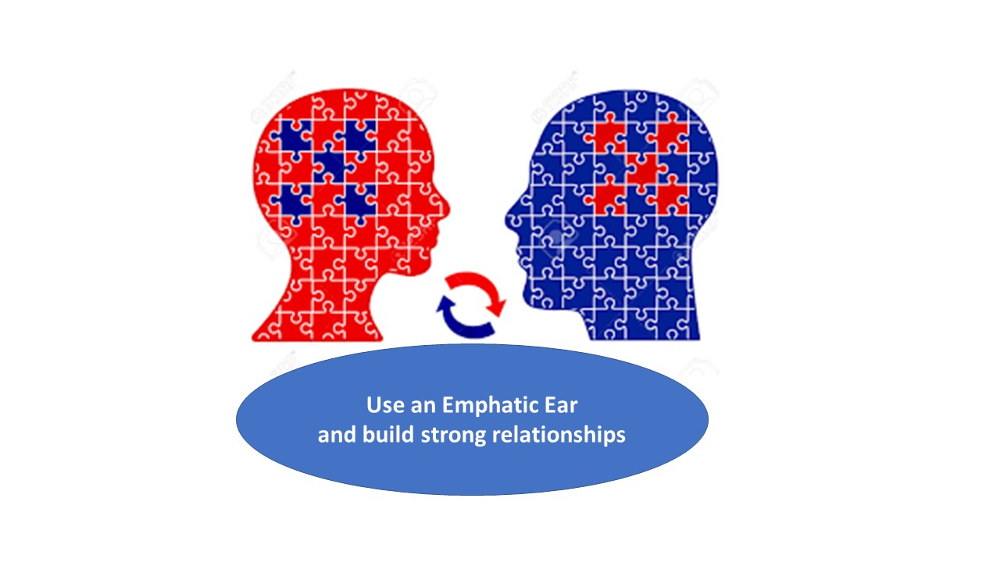 Use an Emphatic Ear
and build strong relationships